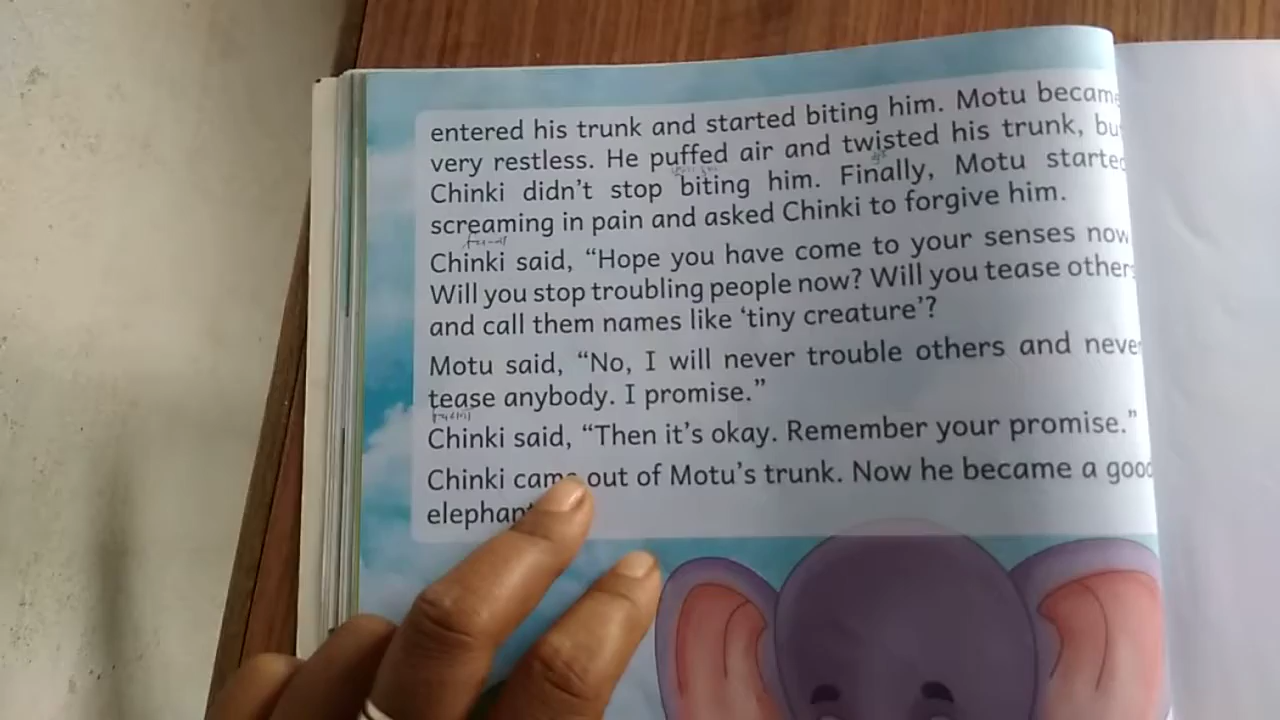 entered his trunk and started biting him. Motu became
very restless. He puffed air and twisted his trunk, but
Chinki didn't stop biting him. Finally, Motu started
screaming in pain and asked Chinki to forgive him.
Chinki said, “Hope you have come to your senses now
Will you stop troubling people now? Will you tease others
and call them names like ‘tiny creature’?
Motu said, “No, I will never trouble others and never
tease anybody. I promise.”
Chinki said, “Then it's okay. Remember your promise.”
Chinki came out of Motu's trunk. Now he became a good
elephant